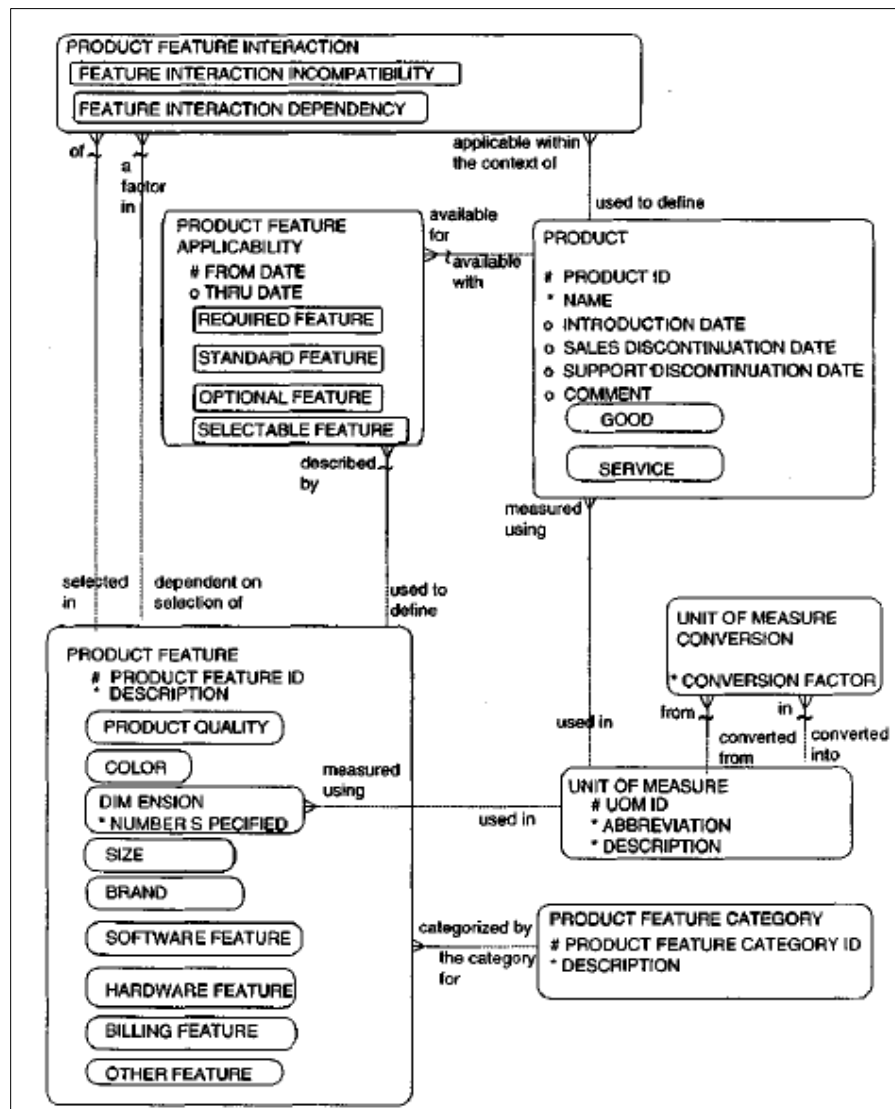 PRODUCT FEATURE INTERACTION
FEATURE INTERACTION INCOMPATIBILITY
FEATURE INTERACTION DEPENDENCY
of
a
factor
in
applicable within
the context of
used to define
PRODUCT FEATURE
APPLICABILITY
# FROM DATE
o THRU DATE
REQUIRED FEATURE
STANDARD FEATURE
OPTIONAL FEATURE
SELECTABLE FEATURE
available
for
available
with
PRODUCT
# PRODUCT ID
* NAME
o INTRODUCTION DATE
o SALES DISCONTINUATION DATE
o SUPPORT DISCONTINUATION DATE
o COMMENT
GOOD
SERVICE
described
by
measured
using
selected
in
dependent on
selection of
used to
define
UNIT OF MEASURE
CONVERSION
* CONVERSION FACTOR
PRODUCT FEATURE
# PRODUCT FEATURE ID
* DESCRIPTION
PRODUCT QUALITY
COLOR
DIM ENSION
* NUMBER S PECIFIED
SIZE
BRAND
SOFTWARE FEATURE
HARDWARE FEATURE
BILLING FEATURE
OTHER FEATURE
used in
from
in
converted
from
converted
into
measured
using
used in
UNIT OF MEASURE
# UOM ID
* ABBREVIATION
* DESCRIPTION
categorized by
the category
for
PRODUCT FEATURE CATEGORY
# PRODUCT FEATURE CATEGORY ID
* DESCRIPTION